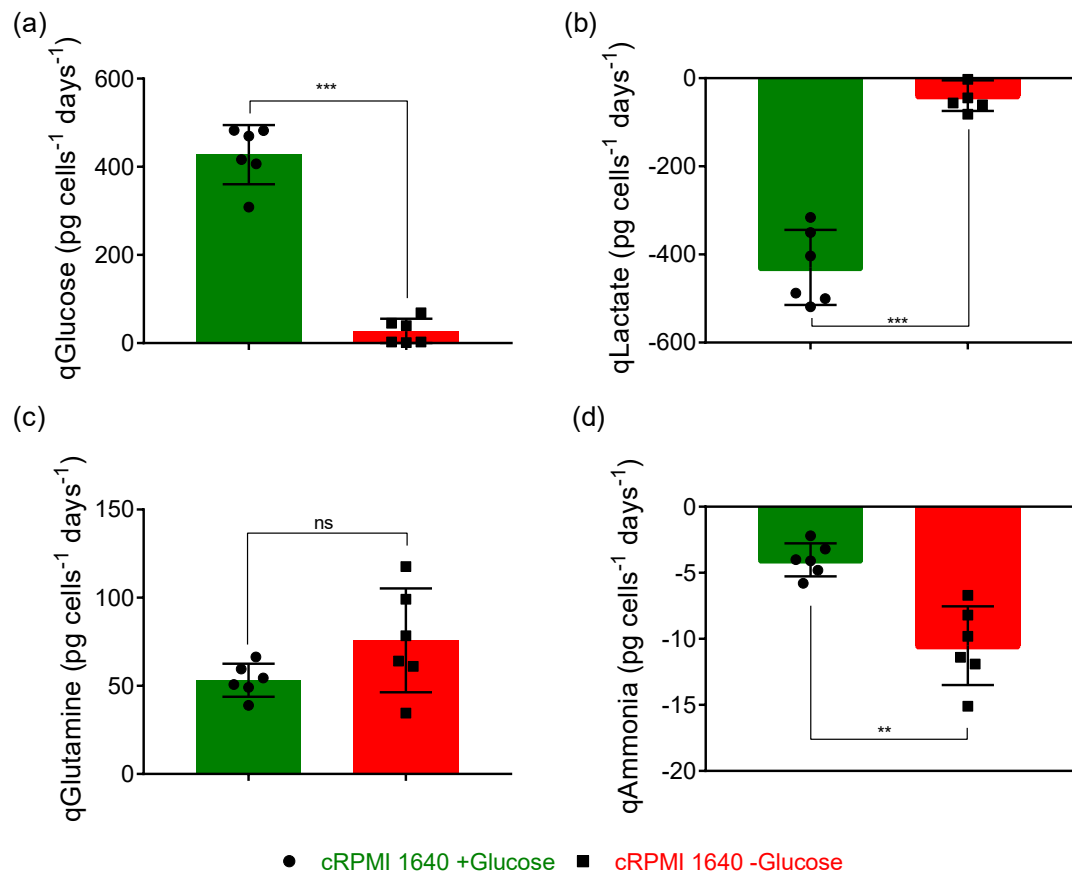 (a)
qGlucose (pg cells⁻¹ days⁻¹)
600
400
200
0
***
(b)
qLactate (pg cells⁻¹ days⁻¹)
0
-200
-400
-600
***
(c)
qGlutamine (pg cells⁻¹ days⁻¹)
150
100
50
0
ns
(d)
qAmmonia (pg cells⁻¹ days⁻¹)
0
-5
-10
-15
-20
**
cRPMI 1640 +Glucose
cRPMI 1640 -Glucose